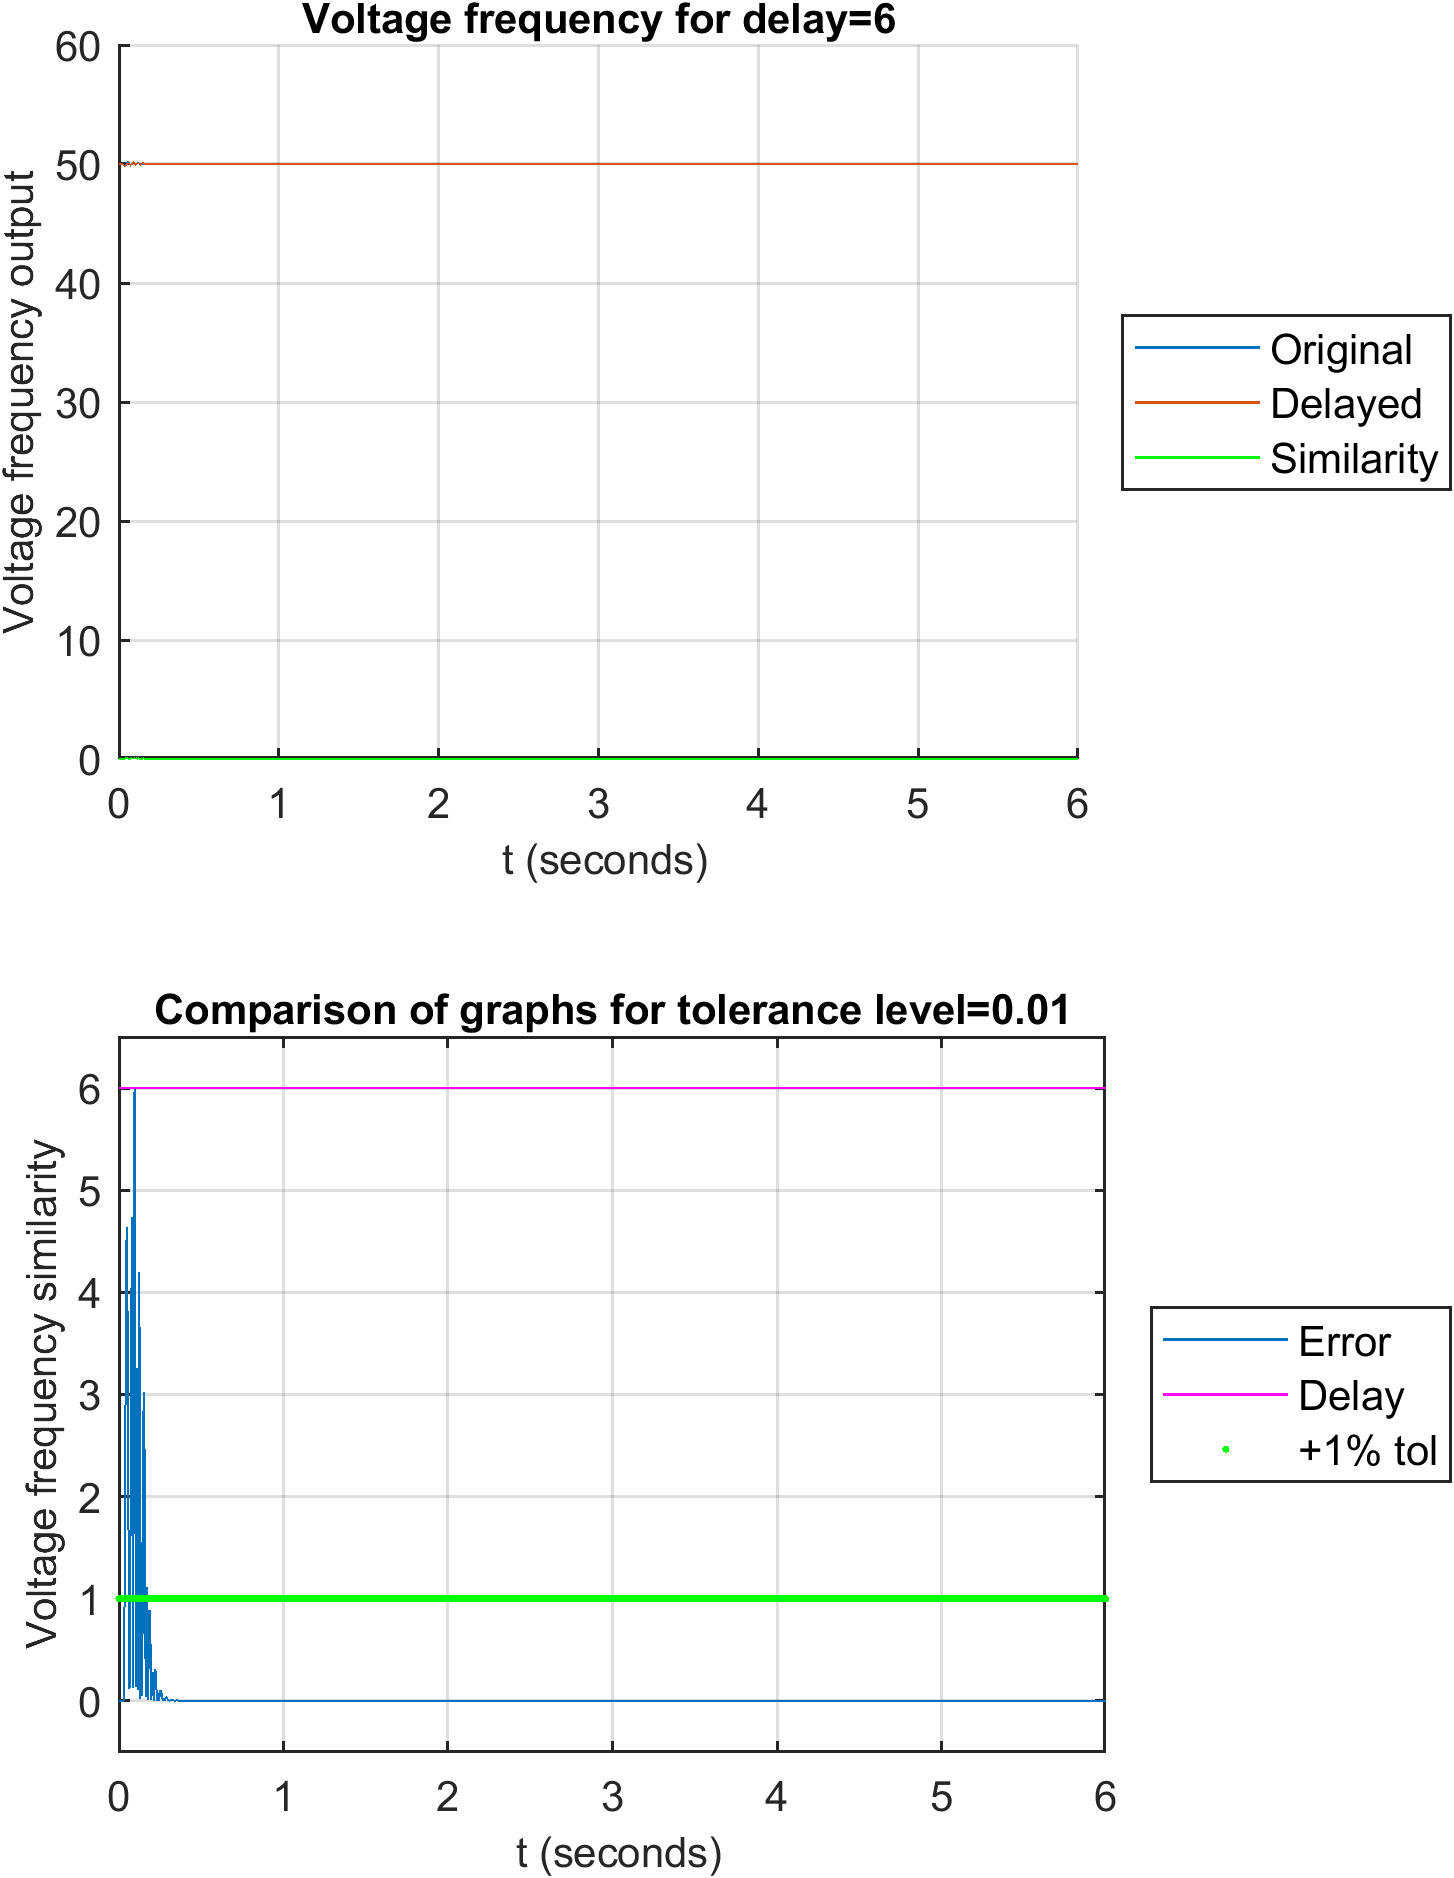 Voltage frequency for delay=6
60
50
40
30
20
10
0
Voltage frequency output
0 1 2 3 4 5 6
t (seconds)
Original
Delayed
Similarity
Comparison of graphs for tolerance level=0.01
6
5
4
3
2
1
0
Voltage frequency similarity
0 1 2 3 4 5 6
t (seconds)
Error
Delay
+1% tol